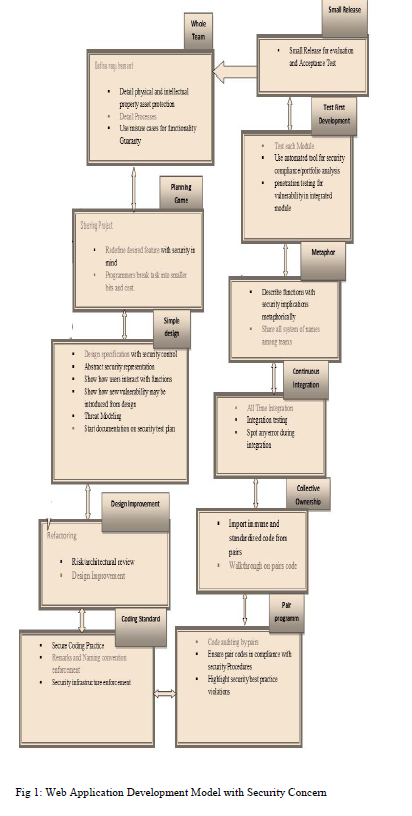 Small Release
Small Release for evaluation
and Acceptance Test
Whole
Team
Define requirement
Detail physical and intellectual
property asset protection
Detail Processes
Use misuse cases for functionality
Guaranty
Test First
Development
Test each Module
Use automated tool for security
compliance/portfolio analysis
penetration testing for
vulnerability in integrated
module
Planning
Game
Steering Project
Redefine desired feature with security in
mind
Programmers break task into smaller
bits and cost
Metaphor
Describe functions with
security implications
metaphorically
Share all system of names
among teams
Simple
design
Design specification with security control
Abstract security representation
Show how users interact with functions
Show how new vulnerability may be
introduced from design
Threat Modeling
Start documentation on security test plan
Continuous
Integration
All Time Integration
Integration testing
Spot any error during
integration
Design Improvement
Refactoring
Risk/architectural review
Design Improvement
Collective
Ownership
Import immune and
standardized code from
pairs
Walkthrough on pairs code
Coding Standard
Secure Coding Practice
Remarks and Naming convention
enforcement
Security infrastructure enforcement
Pair
programm
Code auditing by pairs
Ensure pair codes in compliance with
security Procedures
Highlight security best practice
violations
Fig 1: Web Application Development Model with Security Concern